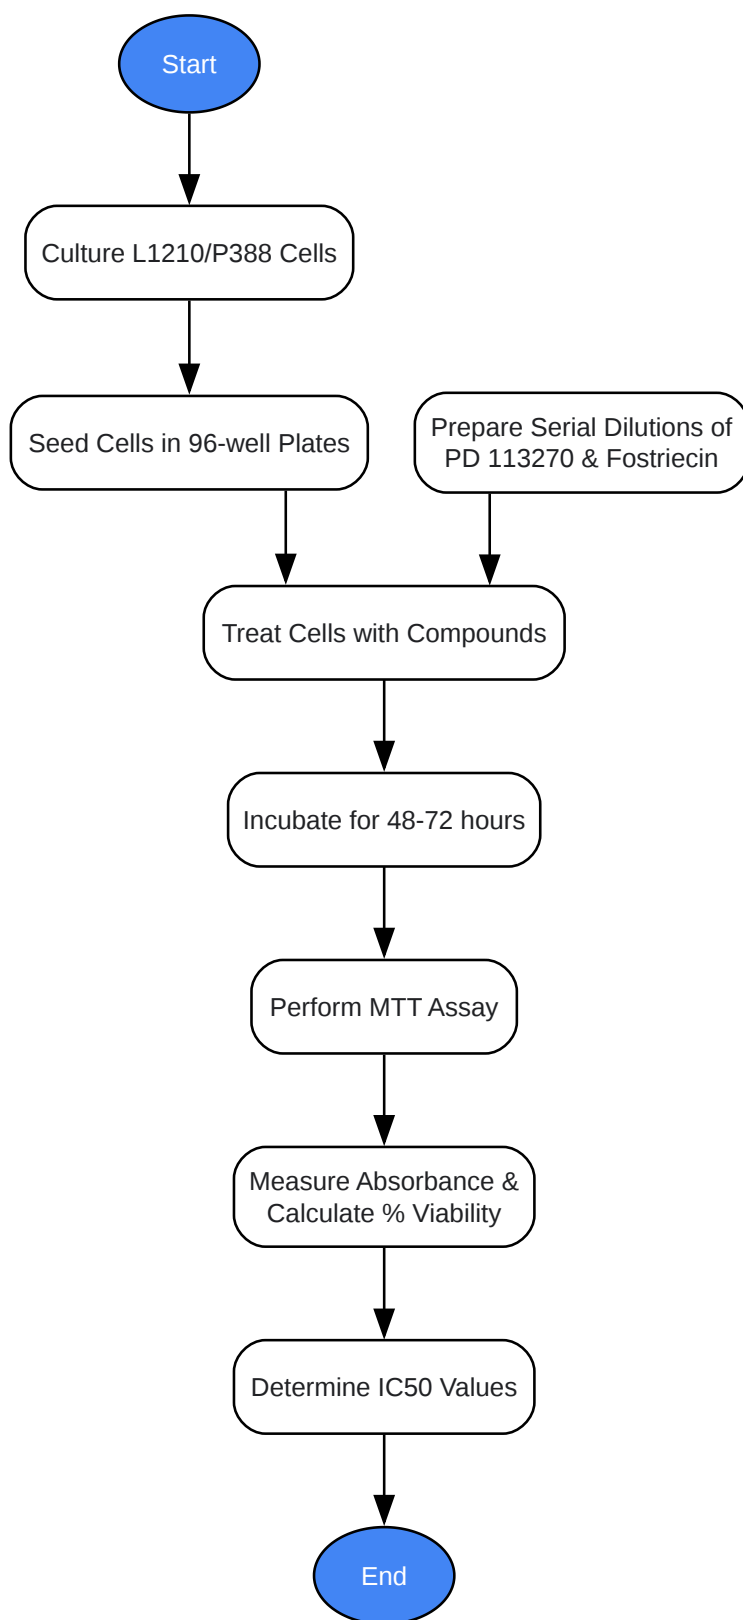 Start
Culture L1210/P388 Cells
Seed Cells in 96-well Plates
Prepare Serial Dilutions of
PD 113270 & Fostriecin
Treat Cells with Compounds
Incubate for 48-72 hours
Perform MTT Assay
Measure Absorbance &
Calculate % Viability
Determine IC50 Values
End